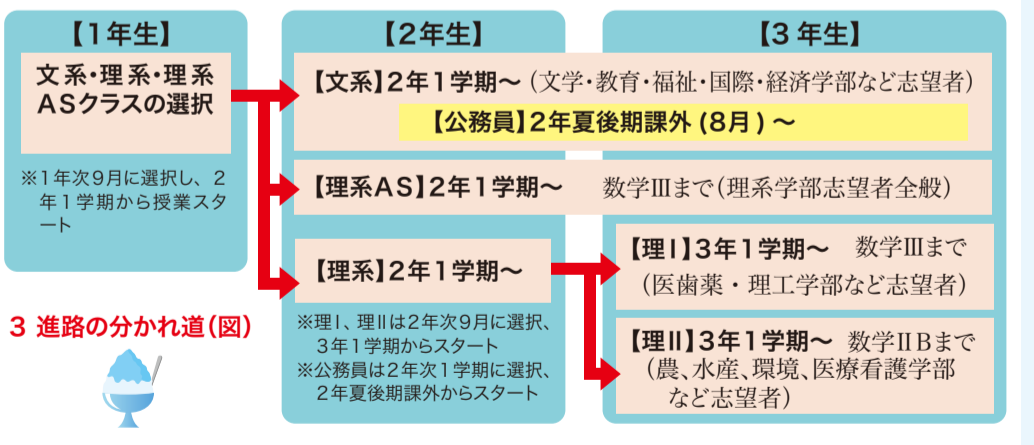 【1年生】
文系・理系・理系
ASクラスの選択
※1年次9月に選択し、2
年1学期から授業スタ
ート
3 進路の分かれ道(図)
【2年生】
【3年生】
【文系】2年1学期~(文学・教育・福祉・国際・経済学部など志望者)
【公務員】2年夏後期課外(8月)~
【理系AS】2年1学期~ 数学Ⅲまで(理系学部志望者全般)
【理系】2年1学期~
※理Ⅰ、理Ⅱは2年次9月に選択、
3年1学期からスタート
※公務員は2年次1学期に選択、
2年夏後期課外からスタート
【理Ⅰ】3年1学期~ 数学Ⅲまで
(医歯薬・理工学部など志望者)
【理Ⅱ】3年1学期~ 数学ⅡBまで
(農、水産、環境、医療看護学部
など志望者)